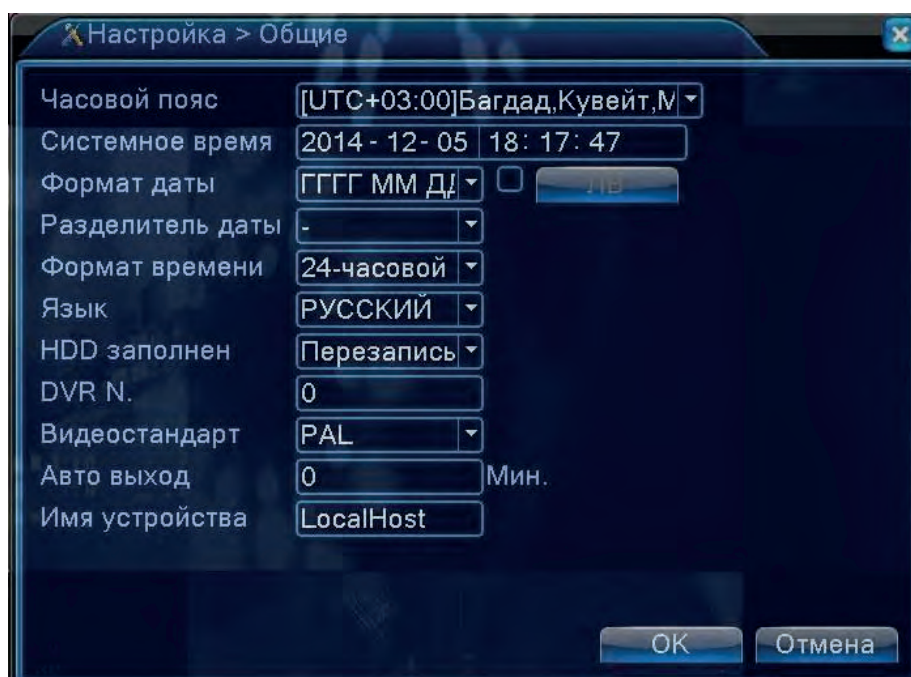 Настройка > Общие
Часовой пояс [UTC+03:00]Багдад,Кувейт,М
Системное время 2014 - 12 - 05 18: 17: 47
Формат даты ГГГГ ММ ДД ЛВ
Разделитель даты -
Формат времени 24-часовой
Язык РУССКИЙ
HDD заполнен Перезапись
DVR N. 0
Видеостандарт PAL
Авто выход 0 Мин.
Имя устройства LocalHost
OK Отмена